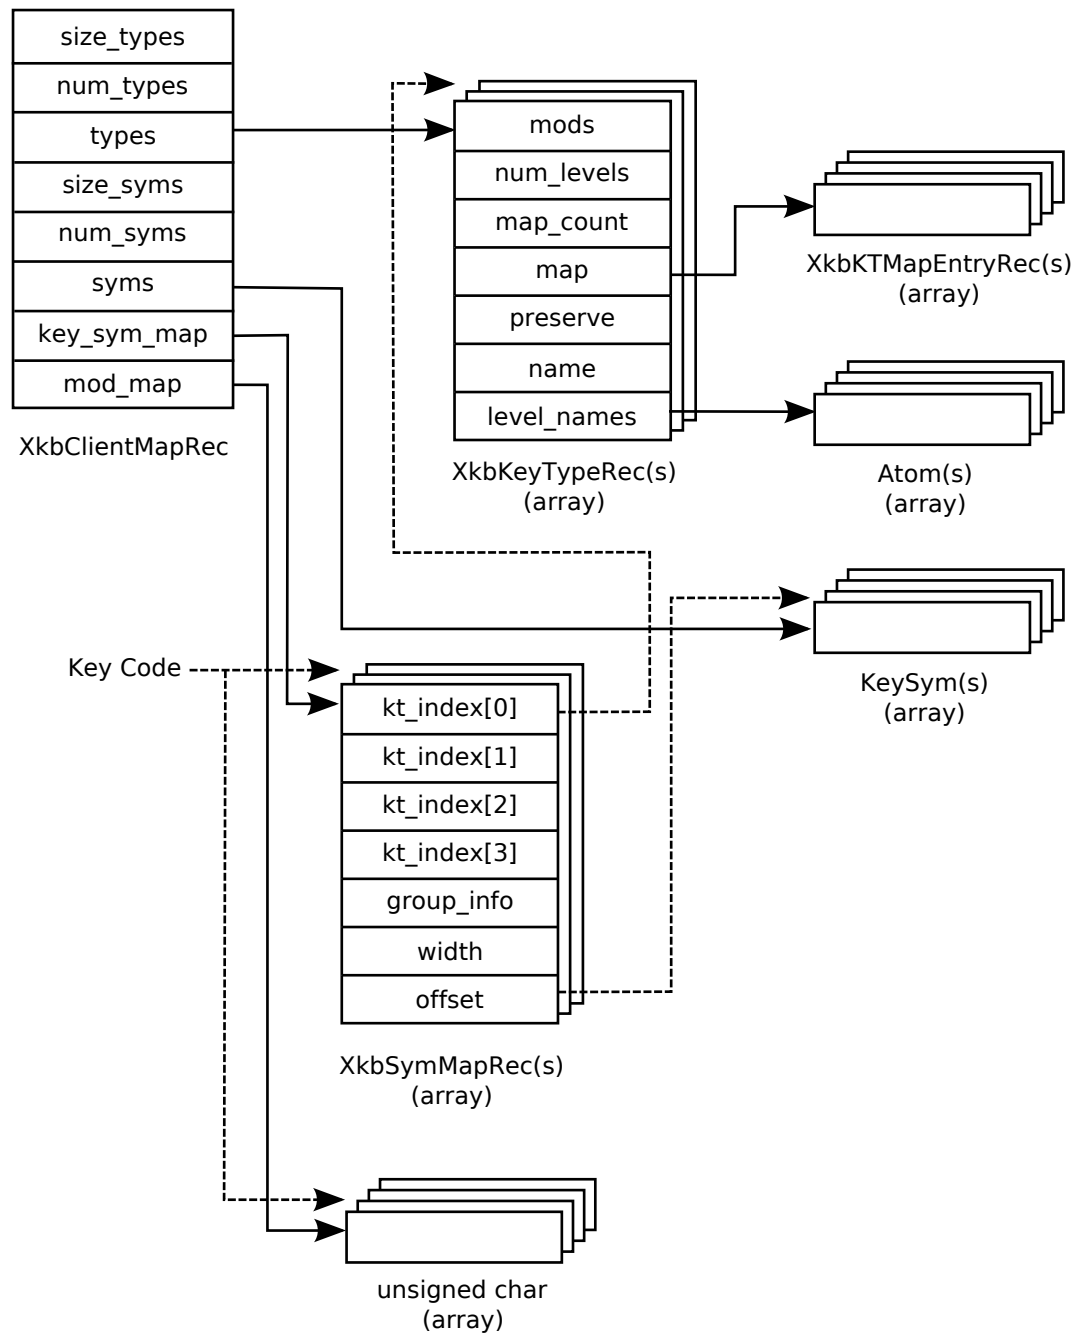 size_types
num_types
types
size_syms
num_syms
syms
key_sym_map
mod_map
XkbClientMapRec
mods
num_levels
map_count
map
preserve
name
level_names
XkbKeyTypeRec(s)
(array)
XkbKTMapEntryRec(s)
(array)
Atom(s)
(array)
KeySym(s)
(array)
Key Code
kt_index[0]
kt_index[1]
kt_index[2]
kt_index[3]
group_info
width
offset
XkbSymMapRec(s)
(array)
unsigned char
(array)